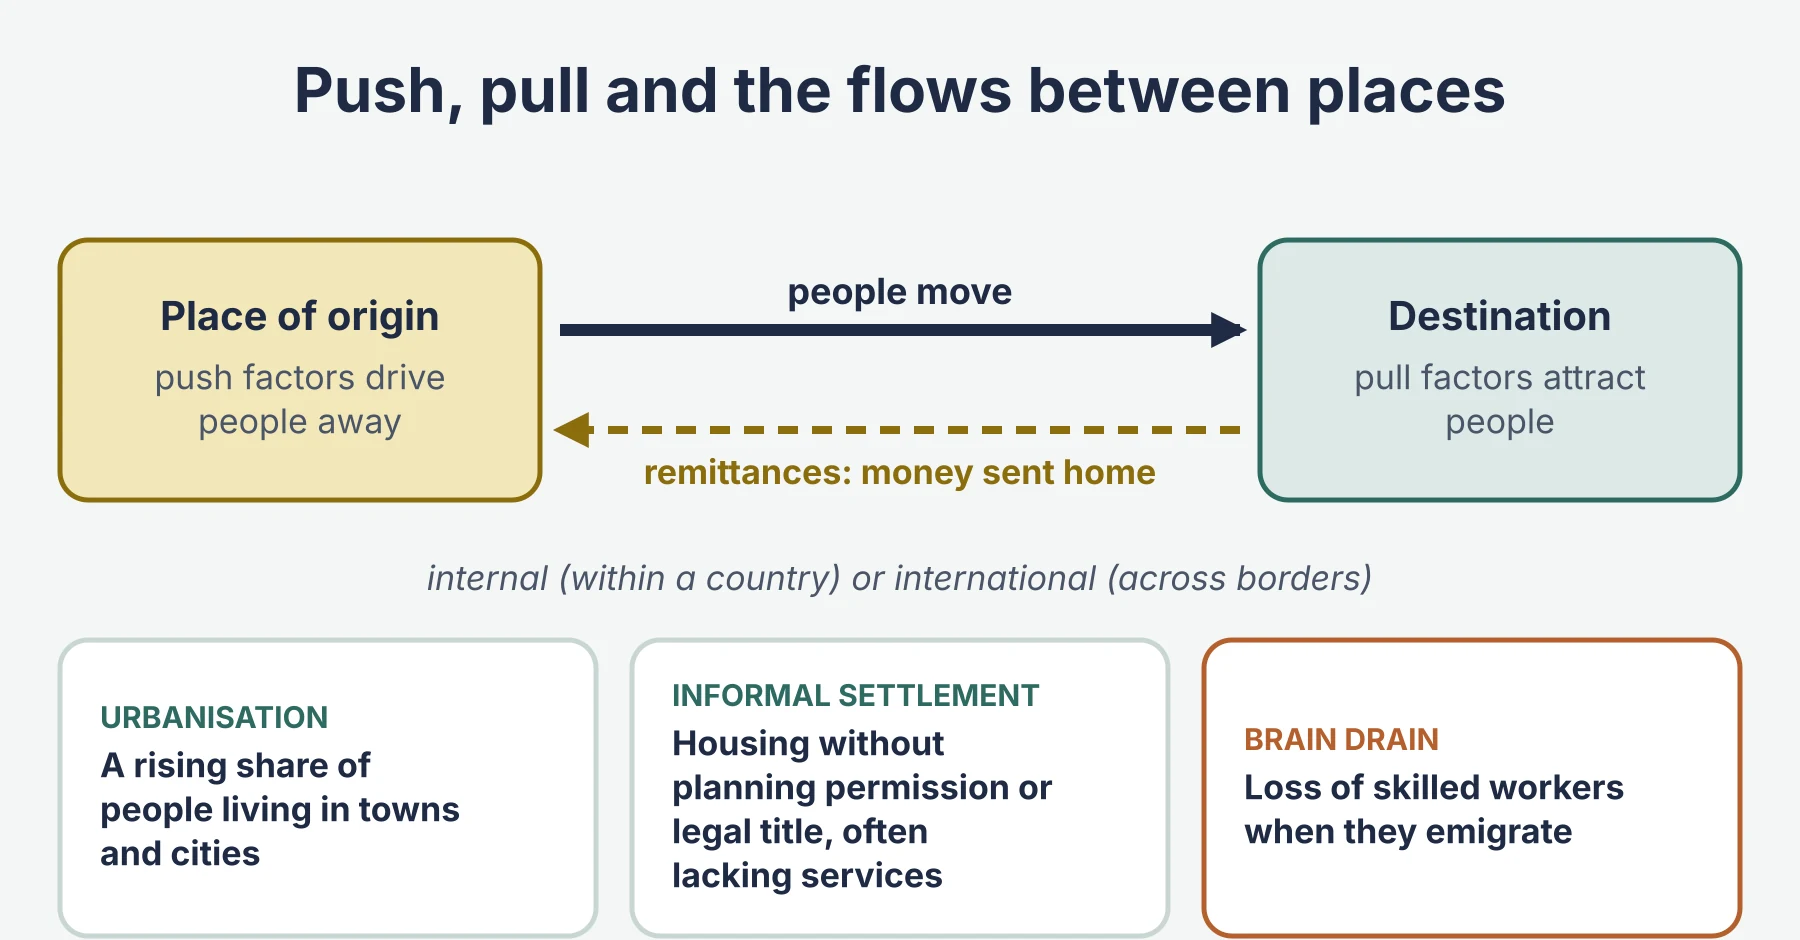 Push, pull and the flows between places
Place of origin
push factors drive
people away
people move
remittances: money sent home
Destination
pull factors attract
people
internal (within a country) or international (across borders)
URBANISATION
A rising share of
people living in towns
and cities
INFORMAL SETTLEMENT
Housing without
planning permission or
legal title, often
lacking services
BRAIN DRAIN
Loss of skilled workers
when they emigrate